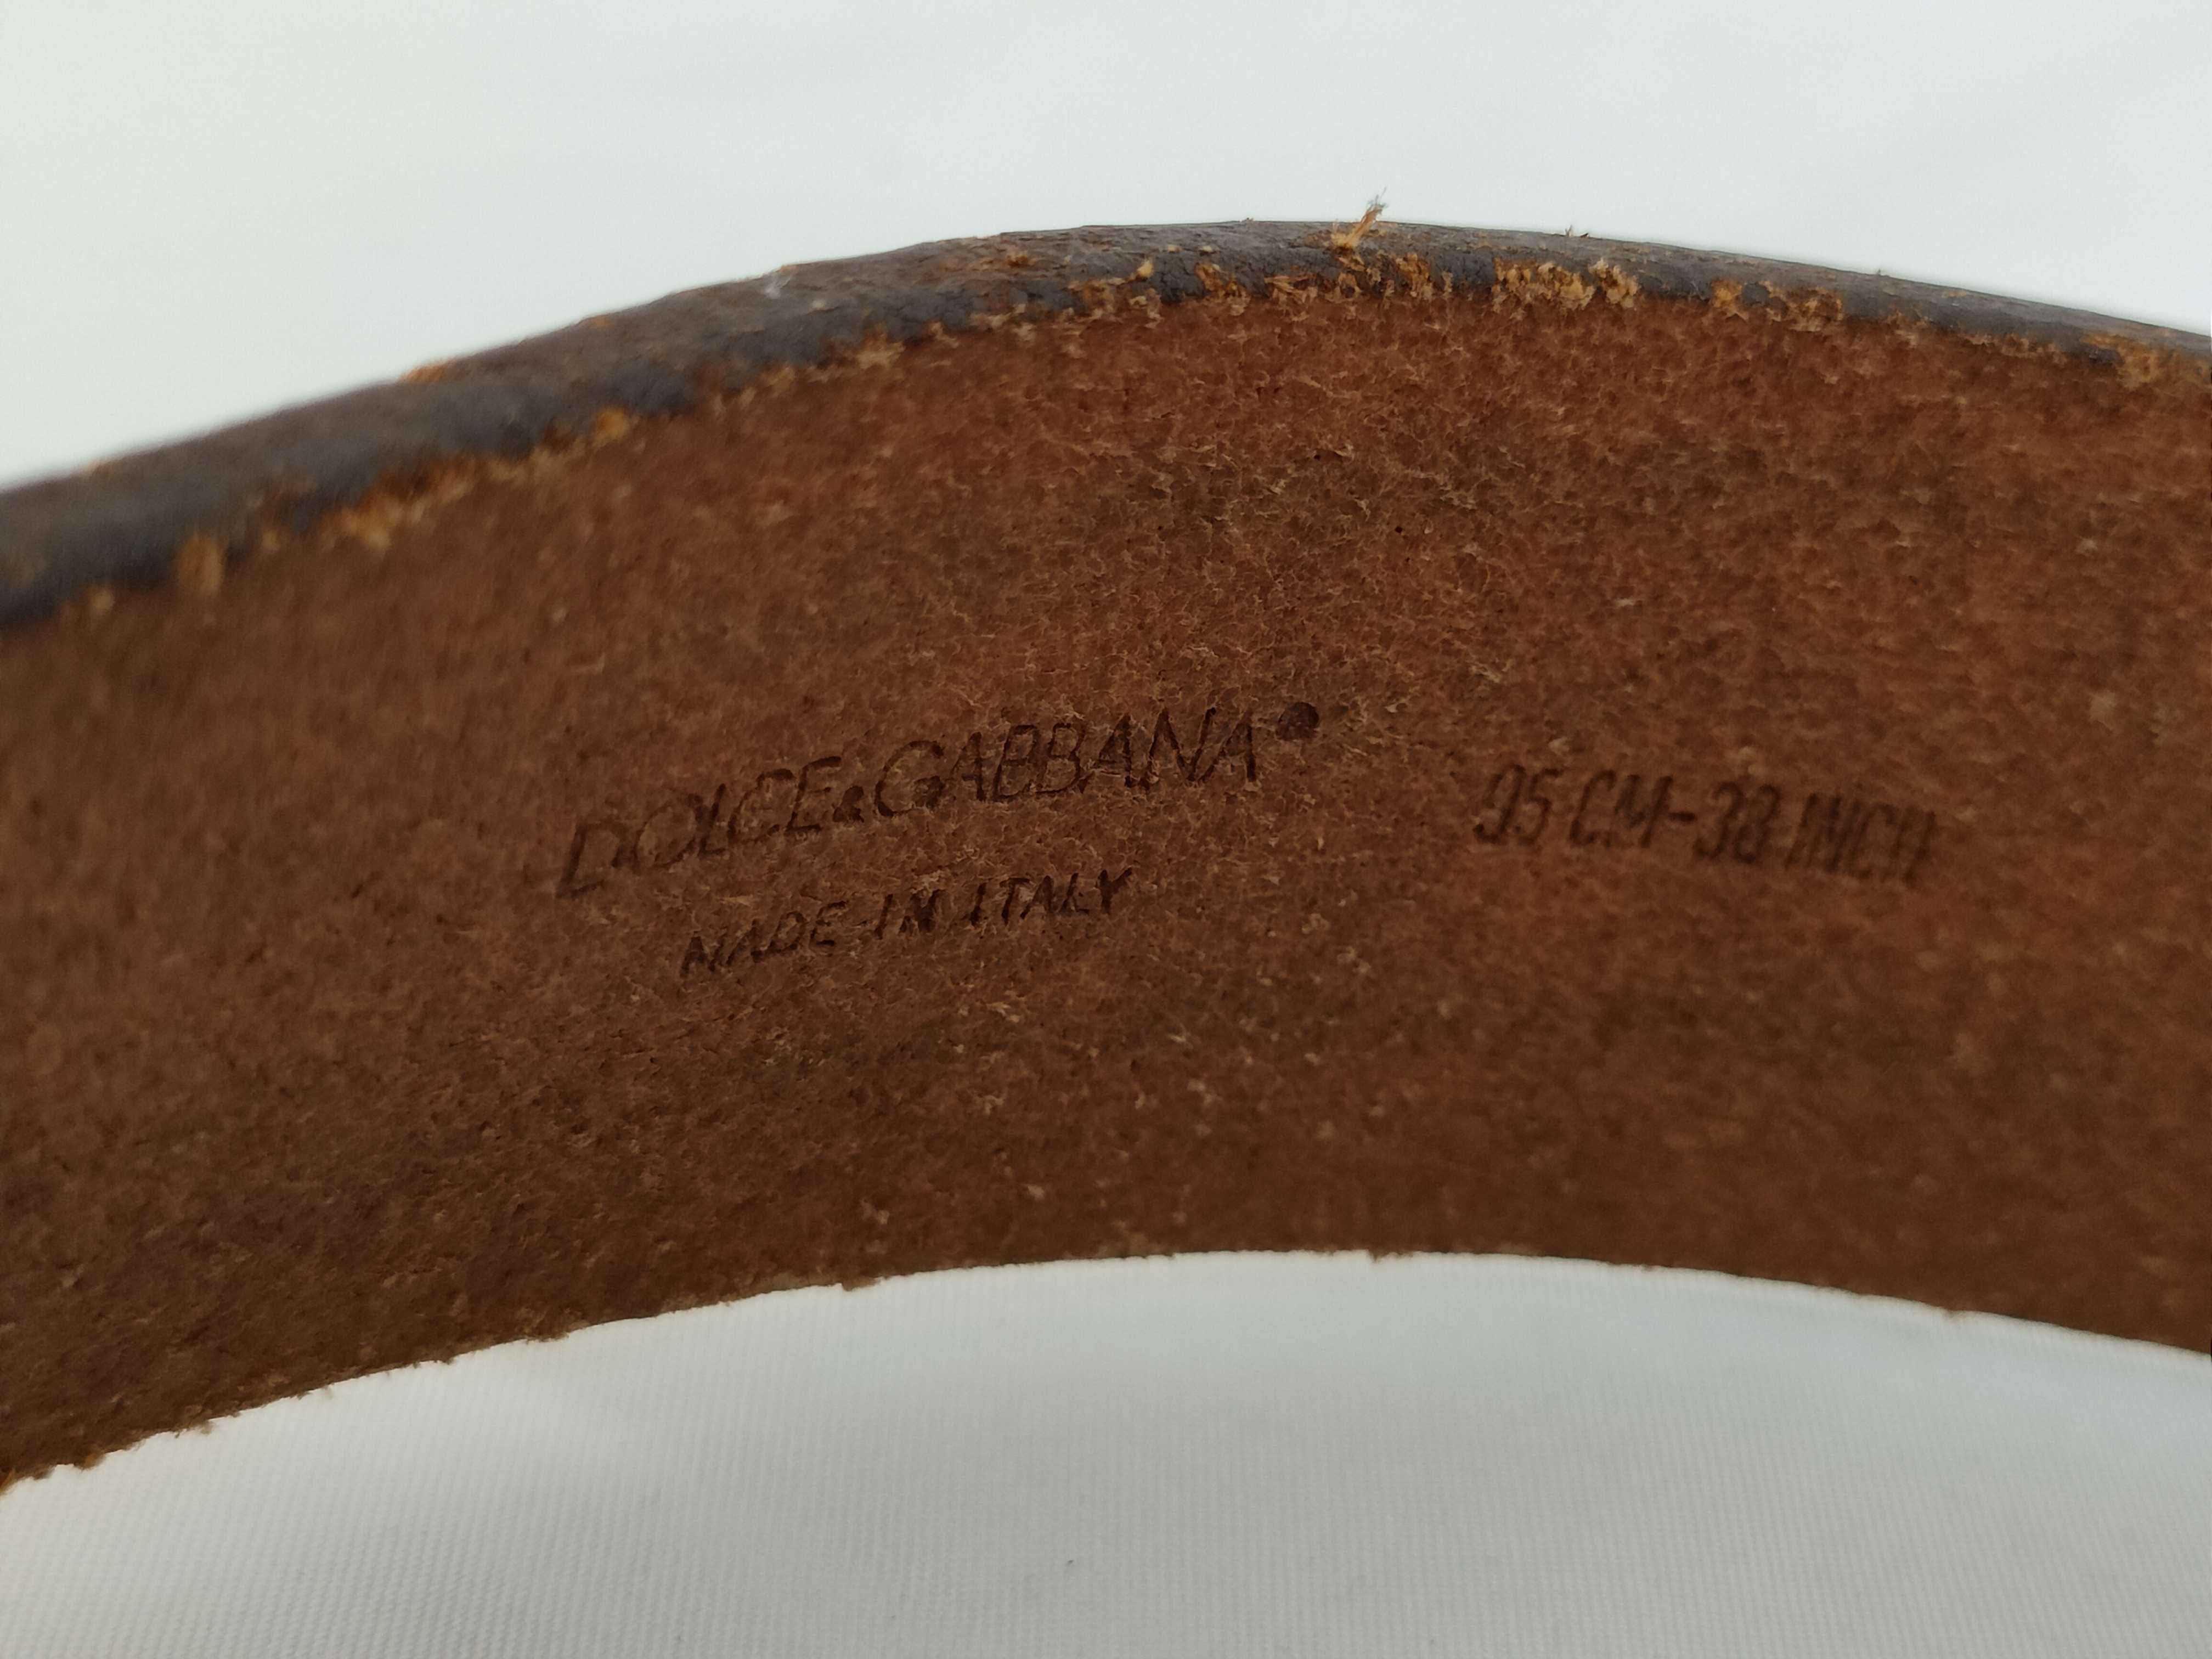 DOLCE&GABBANA
MADE IN ITALY
95 CM-38 INCH